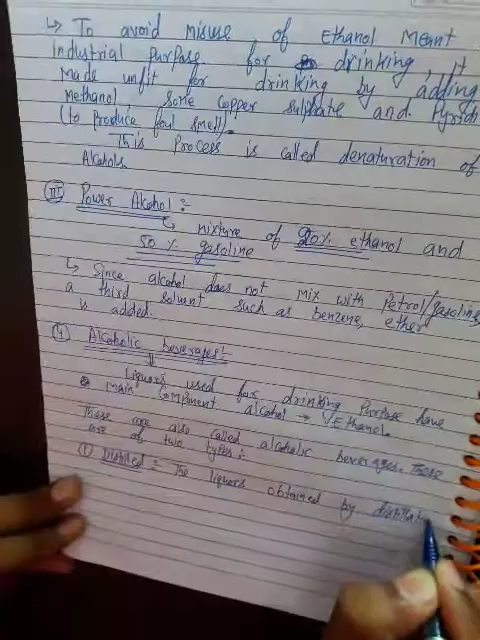 ↳ To avoid misuse, of Ethanol Meant
Industrial Purpose for drinking, it
made unfit for drinking by adding
methanol, some copper sulphate and Pyridi
(to Produce foul smell).
This Process is called denaturation of
Alcohols.
(III) Power Alcohol :
↳ mixture of 20% ethanol and
50 % gasoline
↳ Since alcohol does not mix with Petrol/gasoline,
a third solvent such as benzene, ether
is added.
Alcoholic beverages!
⇓
Liquors used for drinking Purpose have
main component alcohol → Ethanol.
These are also called alcoholic beverages. These
are of two types:
① Distilled = The liquors obtained by distillat